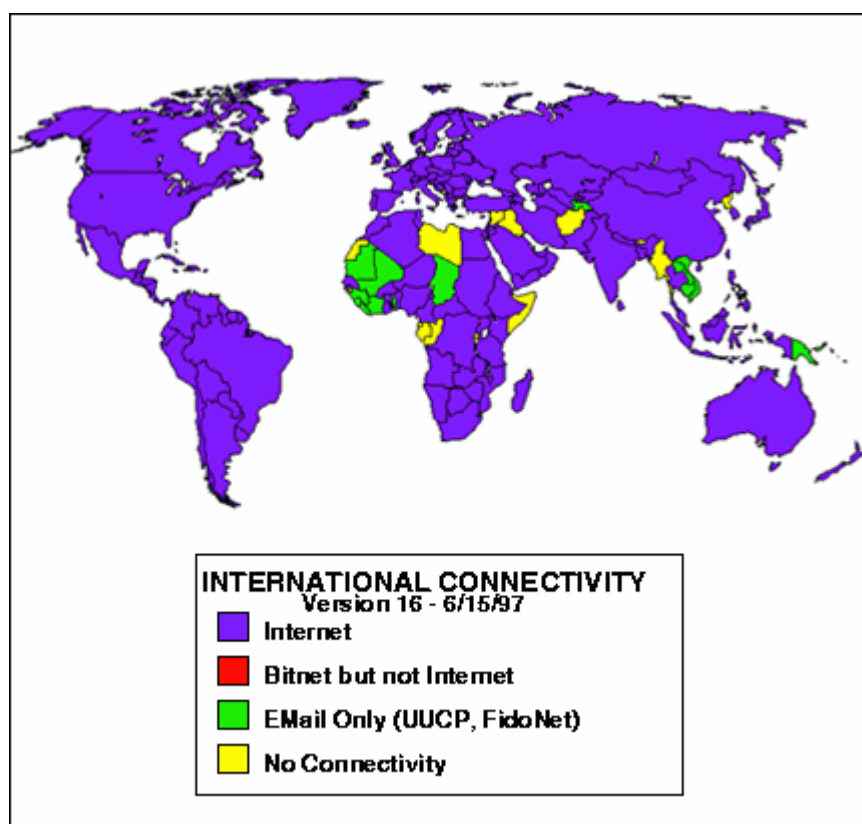 INTERNATIONAL CONNECTIVITY
Version 16 - 6/15/97
Internet
Bitnet but not Internet
EMail Only (UUCP, FidoNet)
No Connectivity